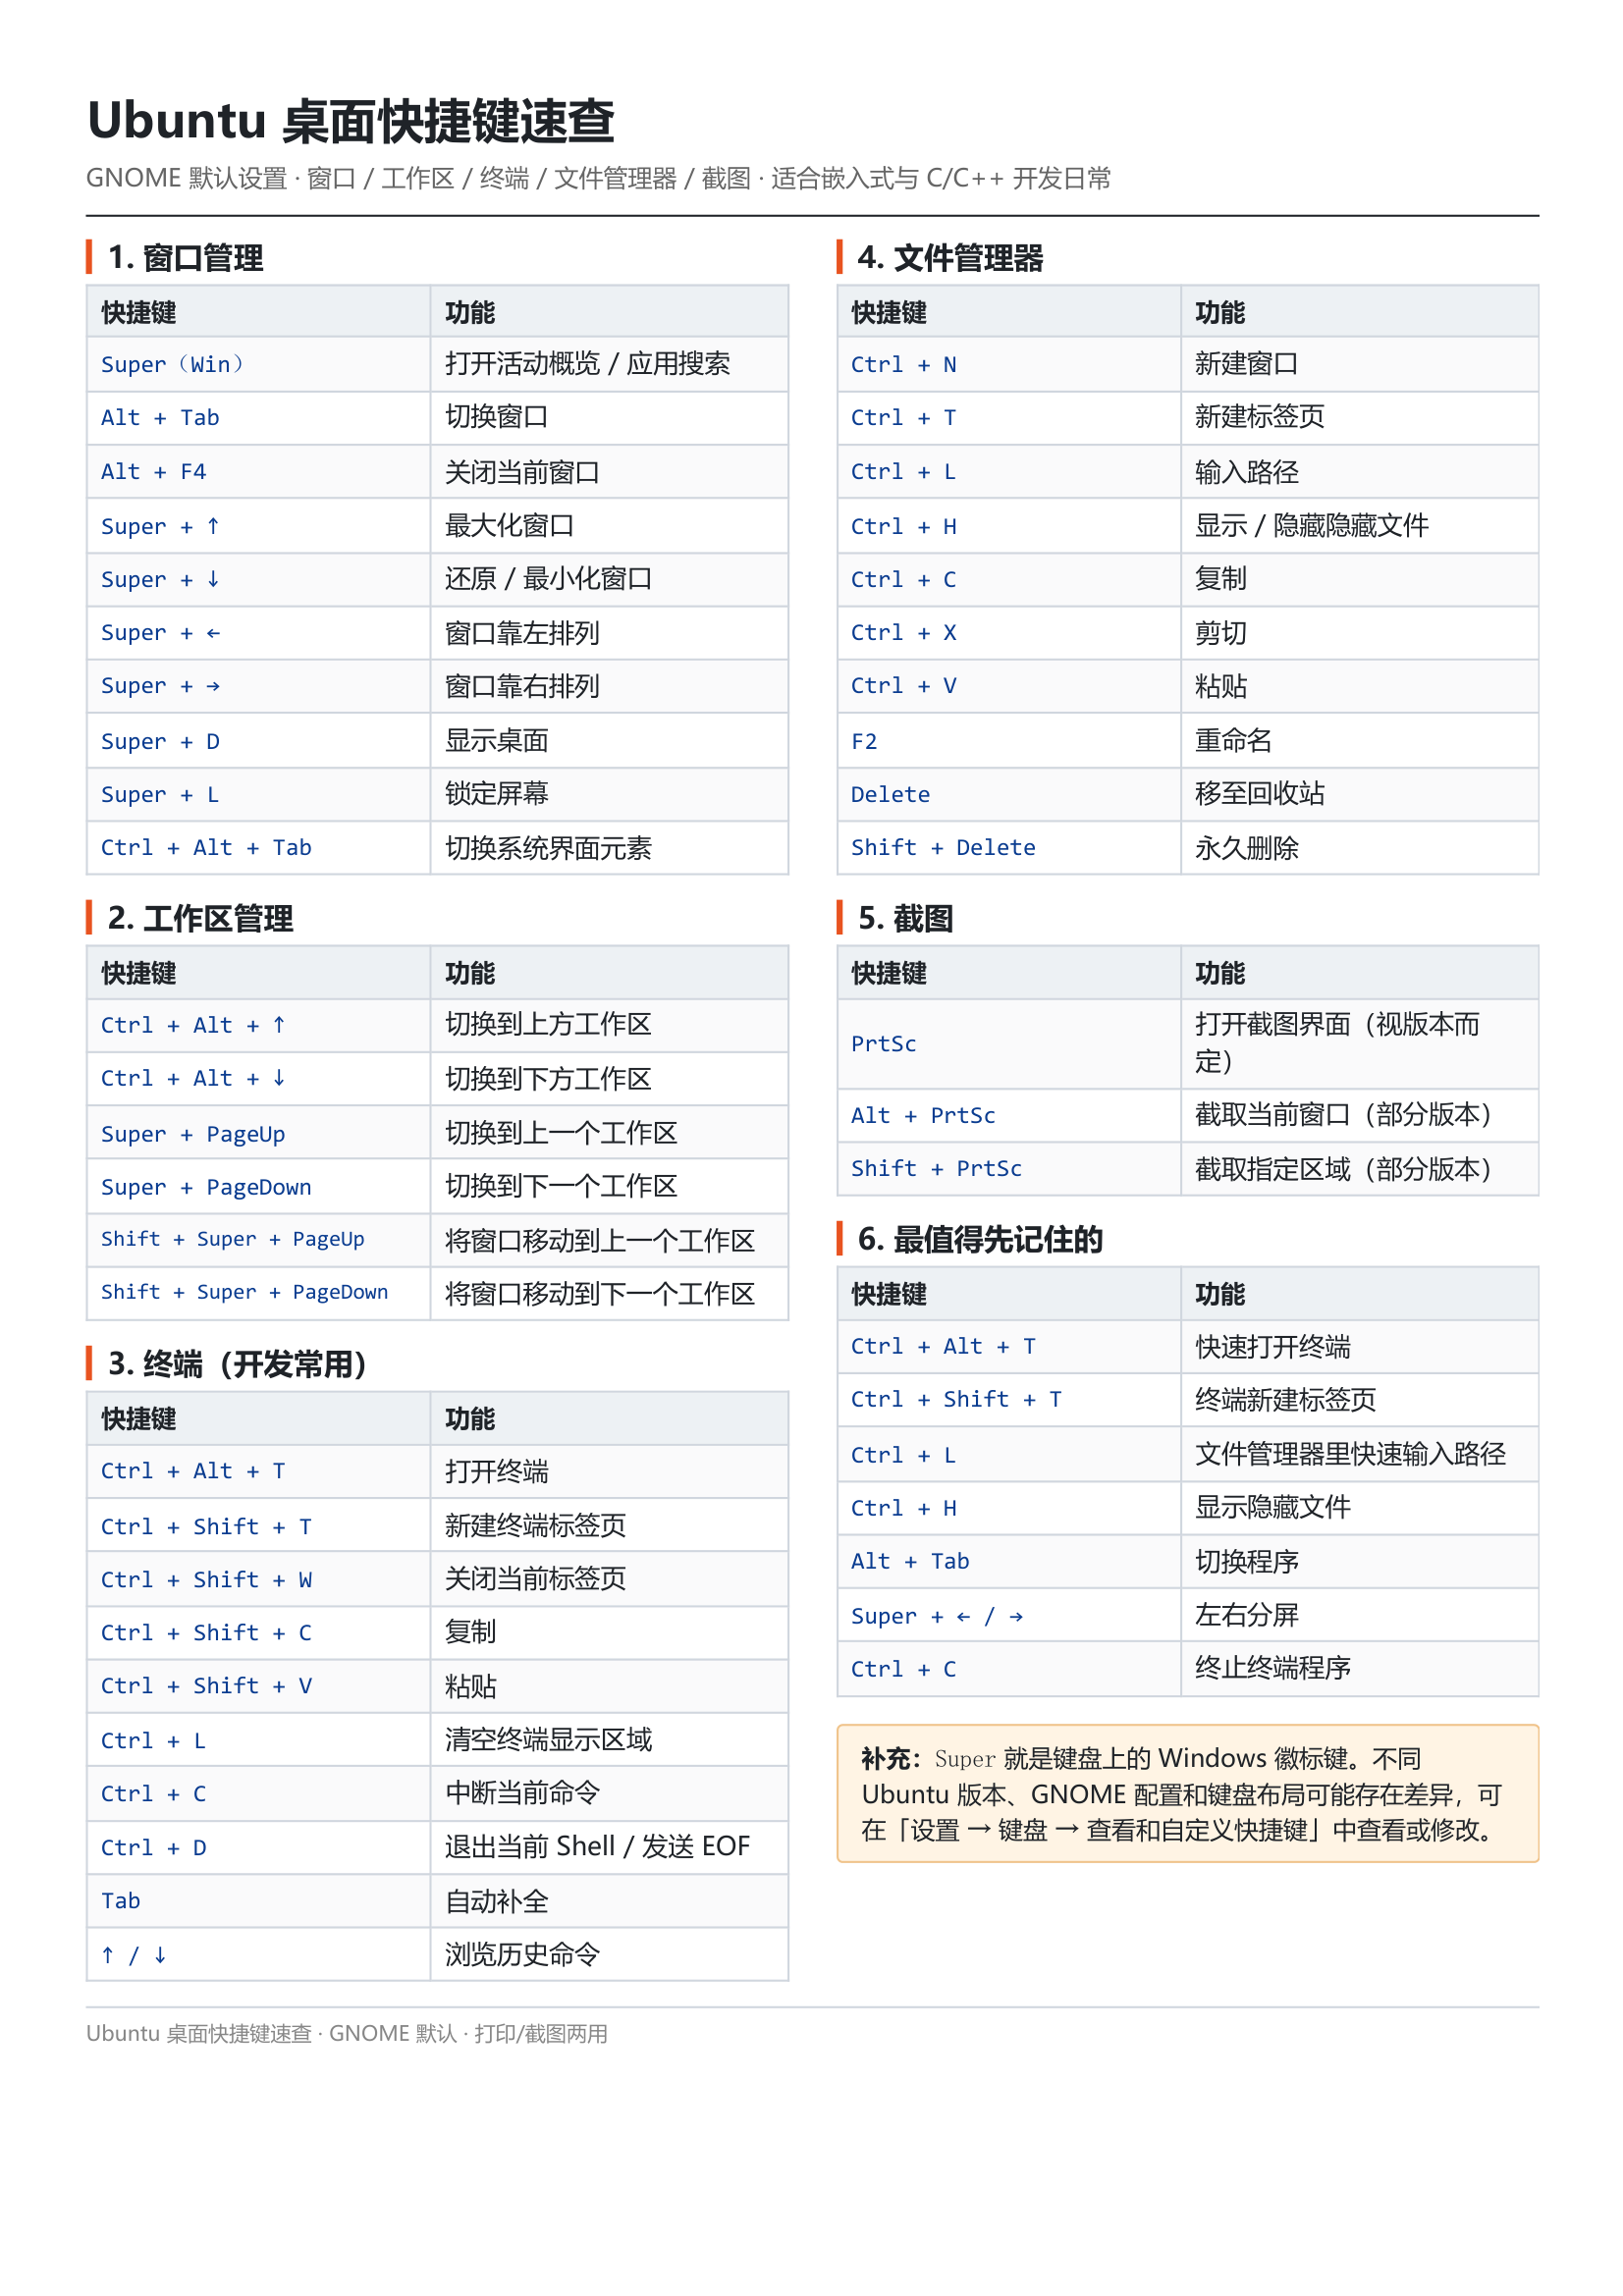 Ubuntu 桌面快捷键速查
GNOME 默认设置 · 窗口 / 工作区 / 终端 / 文件管理器 / 截图 · 适合嵌入式与 C/C++ 开发日常
1. 窗口管理
快捷键 功能
Super（Win） 打开活动概览 / 应用搜索
Alt + Tab 切换窗口
Alt + F4 关闭当前窗口
Super + ↑ 最大化窗口
Super + ↓ 还原 / 最小化窗口
Super + ← 窗口靠左排列
Super + → 窗口靠右排列
Super + D 显示桌面
Super + L 锁定屏幕
Ctrl + Alt + Tab 切换系统界面元素
2. 工作区管理
快捷键 功能
Ctrl + Alt + ↑ 切换到上方工作区
Ctrl + Alt + ↓ 切换到下方工作区
Super + PageUp 切换到上一个工作区
Super + PageDown 切换到下一个工作区
Shift + Super + PageUp 将窗口移动到上一个工作区
Shift + Super + PageDown 将窗口移动到下一个工作区
3. 终端（开发常用）
快捷键 功能
Ctrl + Alt + T 打开终端
Ctrl + Shift + T 新建终端标签页
Ctrl + Shift + W 关闭当前标签页
Ctrl + Shift + C 复制
Ctrl + Shift + V 粘贴
Ctrl + L 清空终端显示区域
Ctrl + C 中断当前命令
Ctrl + D 退出当前 Shell / 发送 EOF
Tab 自动补全
↑ / ↓ 浏览历史命令
4. 文件管理器
快捷键 功能
Ctrl + N 新建窗口
Ctrl + T 新建标签页
Ctrl + L 输入路径
Ctrl + H 显示 / 隐藏隐藏文件
Ctrl + C 复制
Ctrl + X 剪切
Ctrl + V 粘贴
F2 重命名
Delete 移至回收站
Shift + Delete 永久删除
5. 截图
快捷键 功能
PrtSc 打开截图界面（视版本而
定）
Alt + PrtSc 截取当前窗口（部分版本）
Shift + PrtSc 截取指定区域（部分版本）
6. 最值得先记住的
快捷键 功能
Ctrl + Alt + T 快速打开终端
Ctrl + Shift + T 终端新建标签页
Ctrl + L 文件管理器里快速输入路径
Ctrl + H 显示隐藏文件
Alt + Tab 切换程序
Super + ← / → 左右分屏
Ctrl + C 终止终端程序
补充：Super 就是键盘上的 Windows 徽标键。不同
Ubuntu 版本、GNOME 配置和键盘布局可能存在差异，可
在「设置 → 键盘 → 查看和自定义快捷键」中查看或修改。
Ubuntu 桌面快捷键速查 · GNOME 默认 · 打印/截图两用